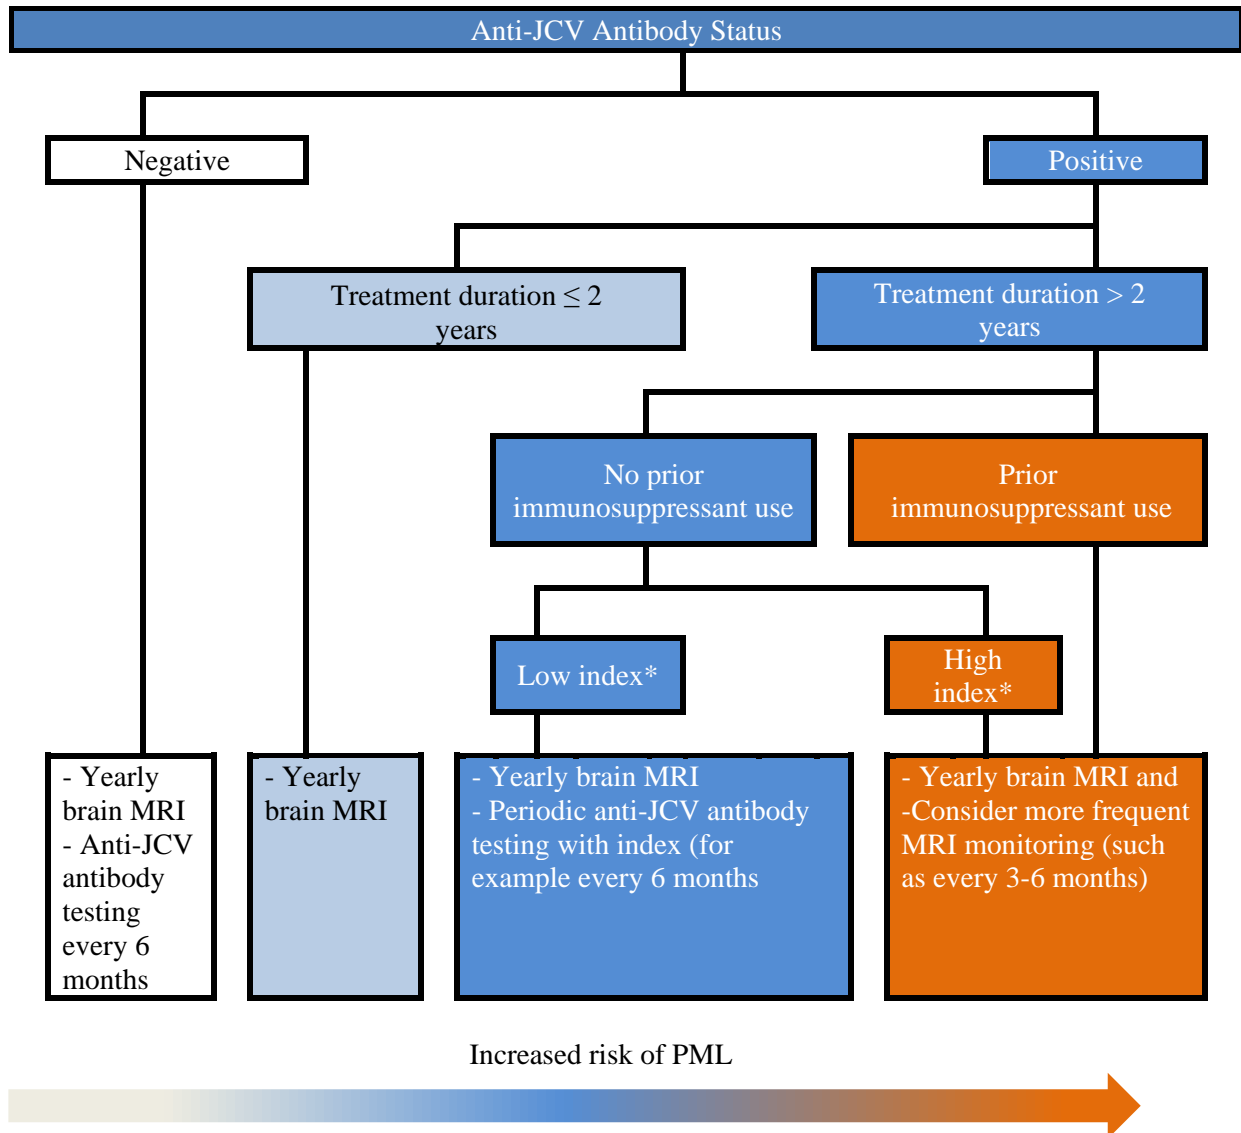 Anti-JCV Antibody Status
Negative
Positive
Treatment duration ≤ 2
years
Treatment duration > 2
years
No prior
immunosuppressant use
Prior
immunosuppressant use
Low index*
High
index*
- Yearly
brain MRI
- Anti-JCV
antibody
testing
every 6
months
- Yearly
brain MRI
- Yearly brain MRI
- Periodic anti-JCV antibody
testing with index (for
example every 6 months
- Yearly brain MRI and
-Consider more frequent
MRI monitoring (such
as every 3-6 months)
Increased risk of PML